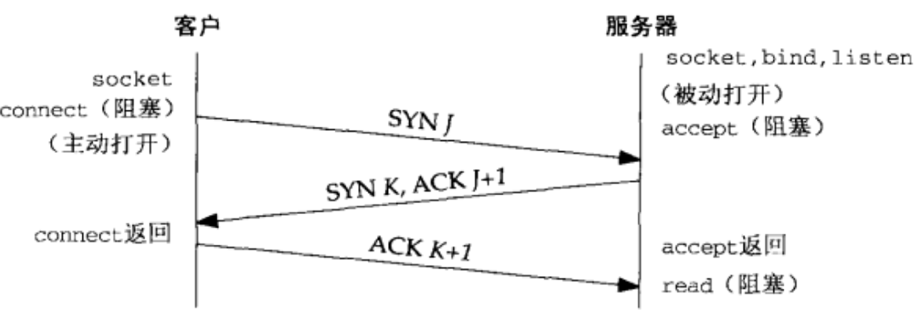 客户
服务器
socket
connect（阻塞）
（主动打开）
socket,bind,listen
（被动打开）
accept（阻塞）
SYN J
SYN K, ACK J+1
connect返回
ACK K+1
accept返回
read（阻塞）